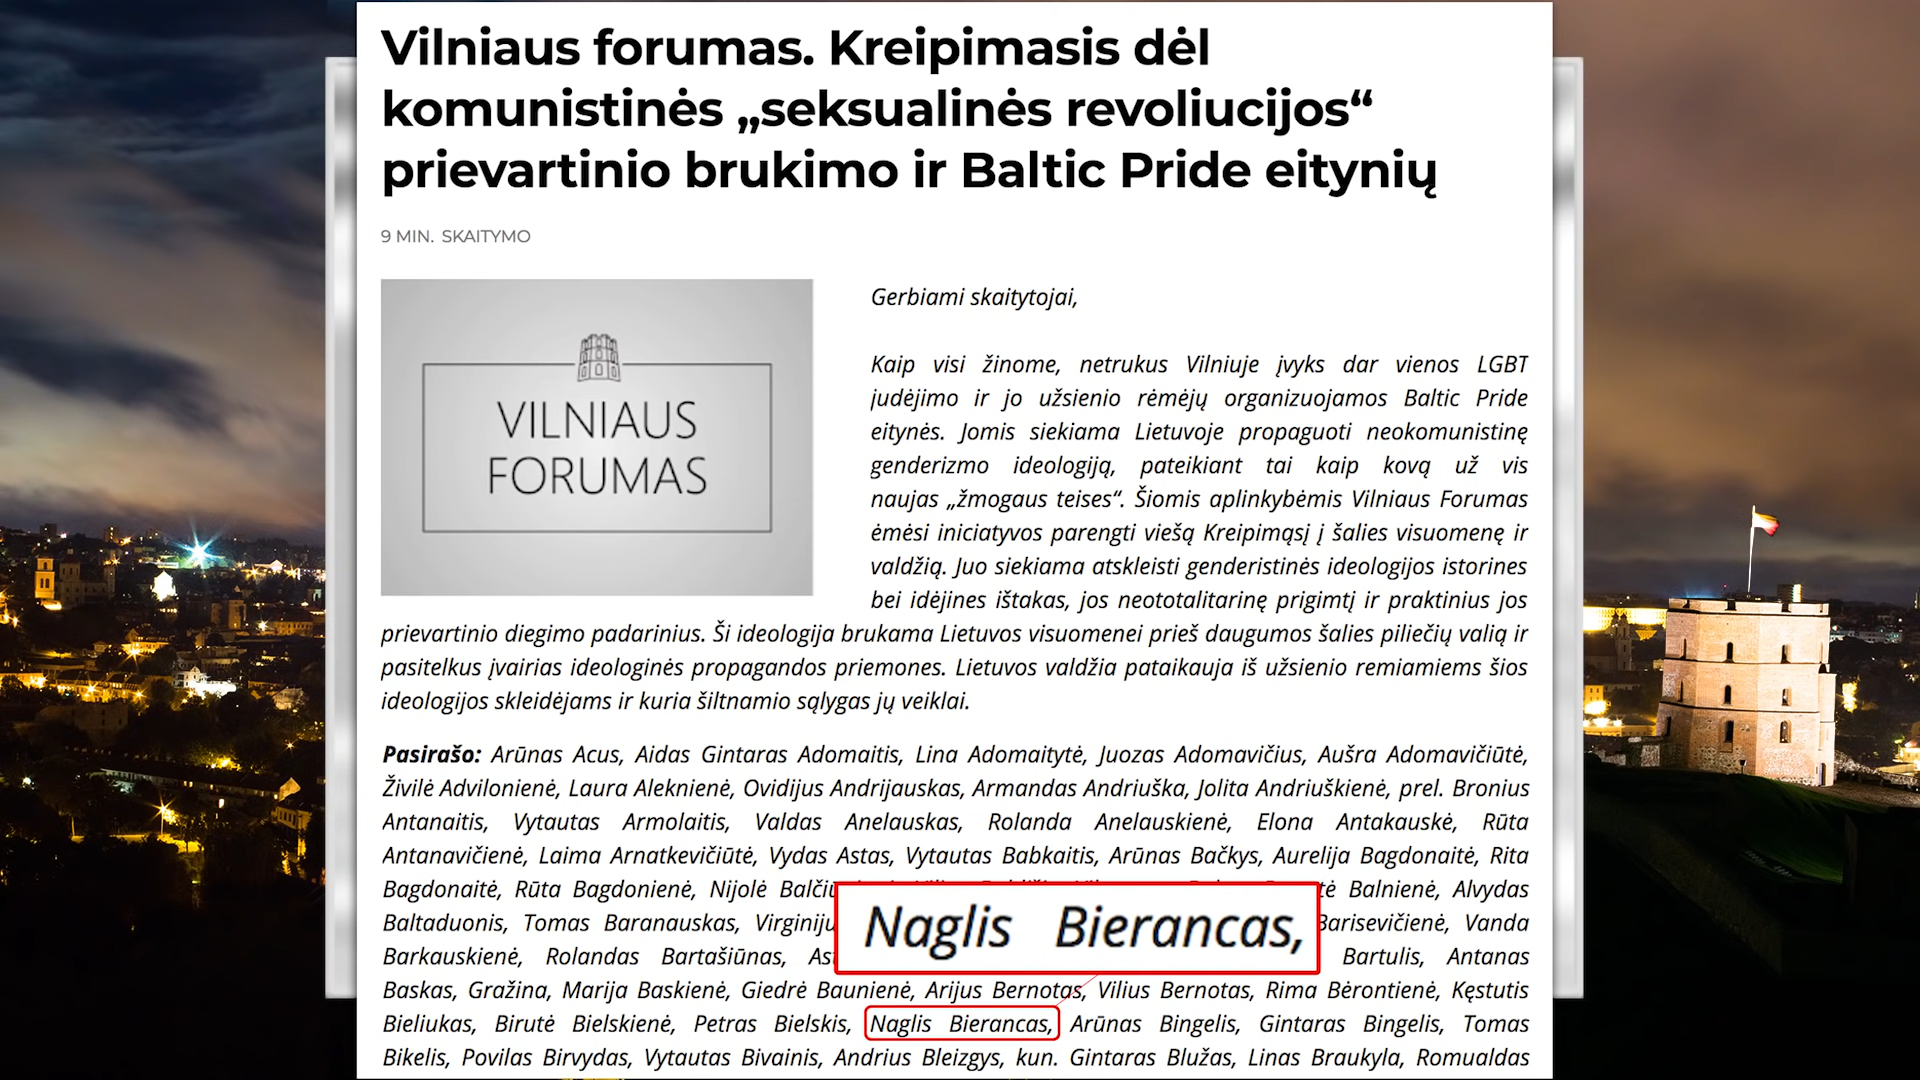 Vilniaus forumas. Kreipimasis dėl
komunistinės „seksualinės revoliucijos“
prievartinio brukimo ir Baltic Pride eitynių
9 MIN. SKAITYMO
VILNIAUS
FORUMAS
Gerbiami skaitytojai,
Kaip visi žinome, netrukus Vilniuje įvyks dar vienos LGBT
judėjimo ir jo užsienio rėmėjų organizuojamos Baltic Pride
eitynės. Jomis siekiama Lietuvoje propaguoti neokomunistinę
genderizmo ideologiją, pateikiant tai kaip kovą už vis
naujas „žmogaus teises“. Šiomis aplinkybėmis Vilniaus Forumas
ėmėsi iniciatyvos parengti viešą Kreipimąsį į šalies visuomenę ir
valdžią. Juo siekiama atskleisti genderistinės ideologijos istorines
bei idėjines ištakas, jos neototalitarinę prigimtį ir praktinius jos
prievartinio diegimo padarinius. Ši ideologija brukama Lietuvos visuomenei prieš daugumos šalies piliečių valią ir
pasitelkus įvairias ideologinės propagandos priemones. Lietuvos valdžia pataikauja iš užsienio remiamiems šios
ideologijos skleidėjams ir kuria šiltnamio sąlygas jų veiklai.
Pasirašo: Arūnas Acus, Aidas Gintaras Adomaitis, Lina Adomaitytė, Juozas Adomavičius, Aušra Adomavičiūtė,
Živilė Advilonienė, Laura Aleknienė, Ovidijus Andrijauskas, Armandas Andriuška, Jolita Andriuškienė, prel. Bronius
Antanaitis, Vytautas Armolaitis, Valdas Anelauskas, Rolanda Anelauskienė, Elona Antakauskė, Rūta
Antanavičienė, Laima Arnatkevičiūtė, Vydas Astas, Vytautas Babkaitis, Arūnas Bačkys, Aurelija Bagdonaitė, Rita
Bagdonaitė, Rūta Bagdonienė, Nijolė Balnienė, Alvydas
Baltaduonis, Tomas Baranauskas, Barisevičienė, Vanda
Barkauskienė, Rolandas Bartašiūnas, Bartulis, Antanas
Naglis Bierancas,
Baskas, Gražina, Marija Baskienė, Giedrė Baunienė, Arijus Bernotas, Vilius Bernotas, Rima Bėrontienė, Kęstutis
Bieliukas, Birutė Bielskienė, Petras Bielskis, Naglis Bierancas, Arūnas Bingelis, Gintaras Bingelis, Tomas
Bikelis, Povilas Birvydas, Vytautas Bivainis, Andrius Bleizgys, kun. Gintaras Blužas, Linas Braukyla, Romualdas